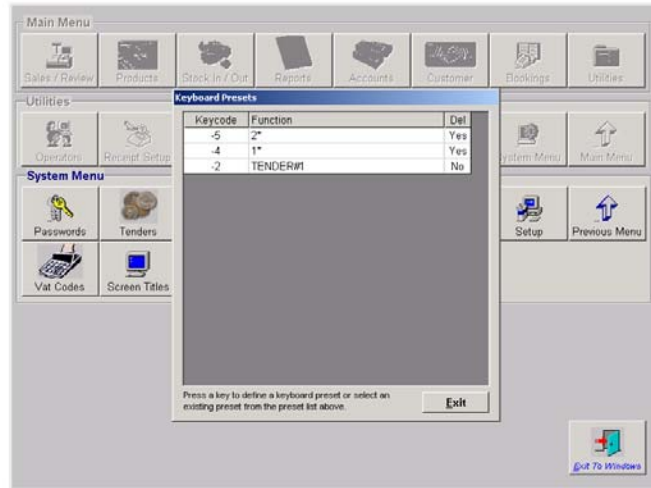 Main Menu
Sales / Review
Products
Stock In / Out
Reports
Accounts
Customer
Bookings
Utilities
Utilities
Operators
Receipt Setup
System Menu
Main Menu
System Menu
Passwords
Tenders
Setup
Previous Menu
Vat Codes
Screen Titles
Keyboard Presets
Keycode Function Del
-5 2* Yes
-4 1* Yes
-2 TENDER#1 No
Press a key to define a keyboard preset or select an
existing preset from the preset list above.
Exit
Exit To Windows